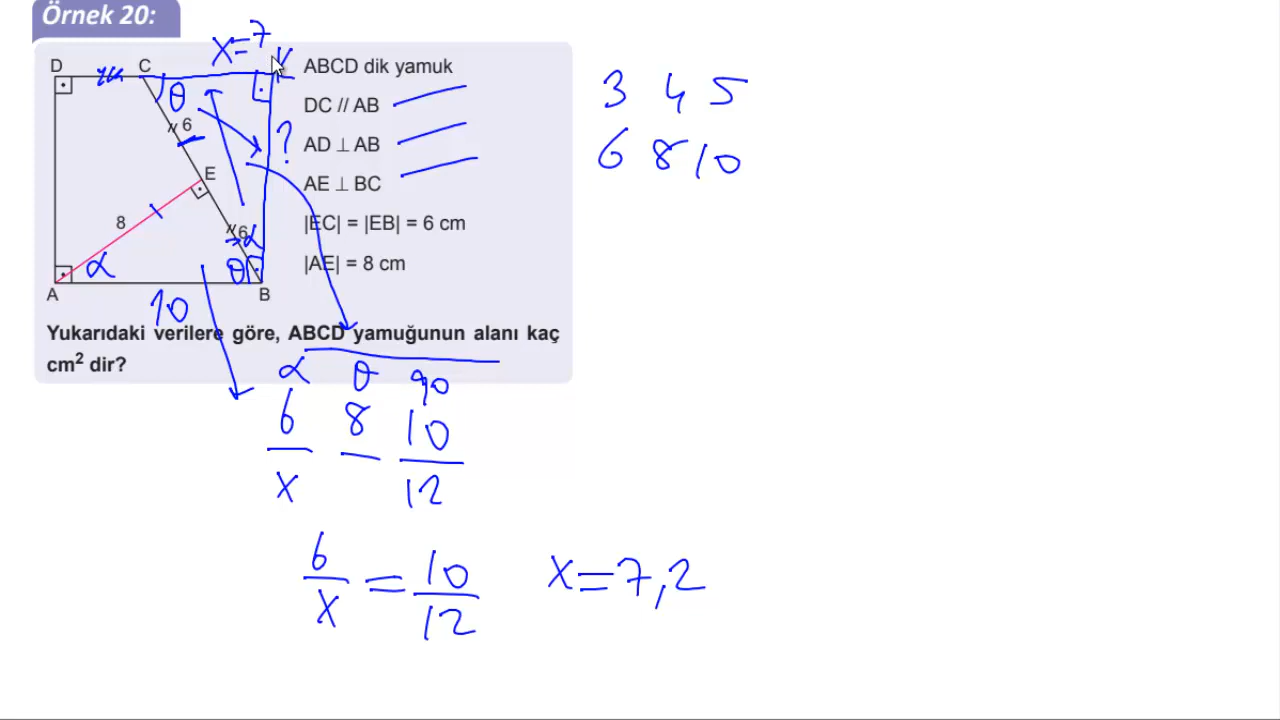 Örnek 20:
x=7
D C K
ABCD dik yamuk
θ
DC // AB
6
?
AD ⊥ AB
E
AE ⊥ BC
8
6 α
|EC| = |EB| = 6 cm
α θ
|AE| = 8 cm
A 10 B
Yukarıdaki verilere göre, ABCD yamuğunun alanı kaç
cm² dir?
α θ 90
6 8 10
x 12
6/x = 10/12 x=7,2
3 4 5
6 8 10